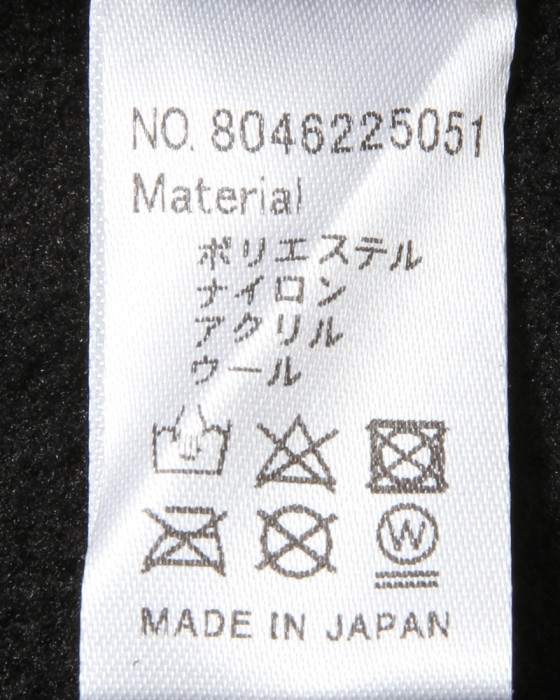 NO. 8046225051
Material
ポリエステル
ナイロン
アクリル
ウール
W
MADE IN JAPAN